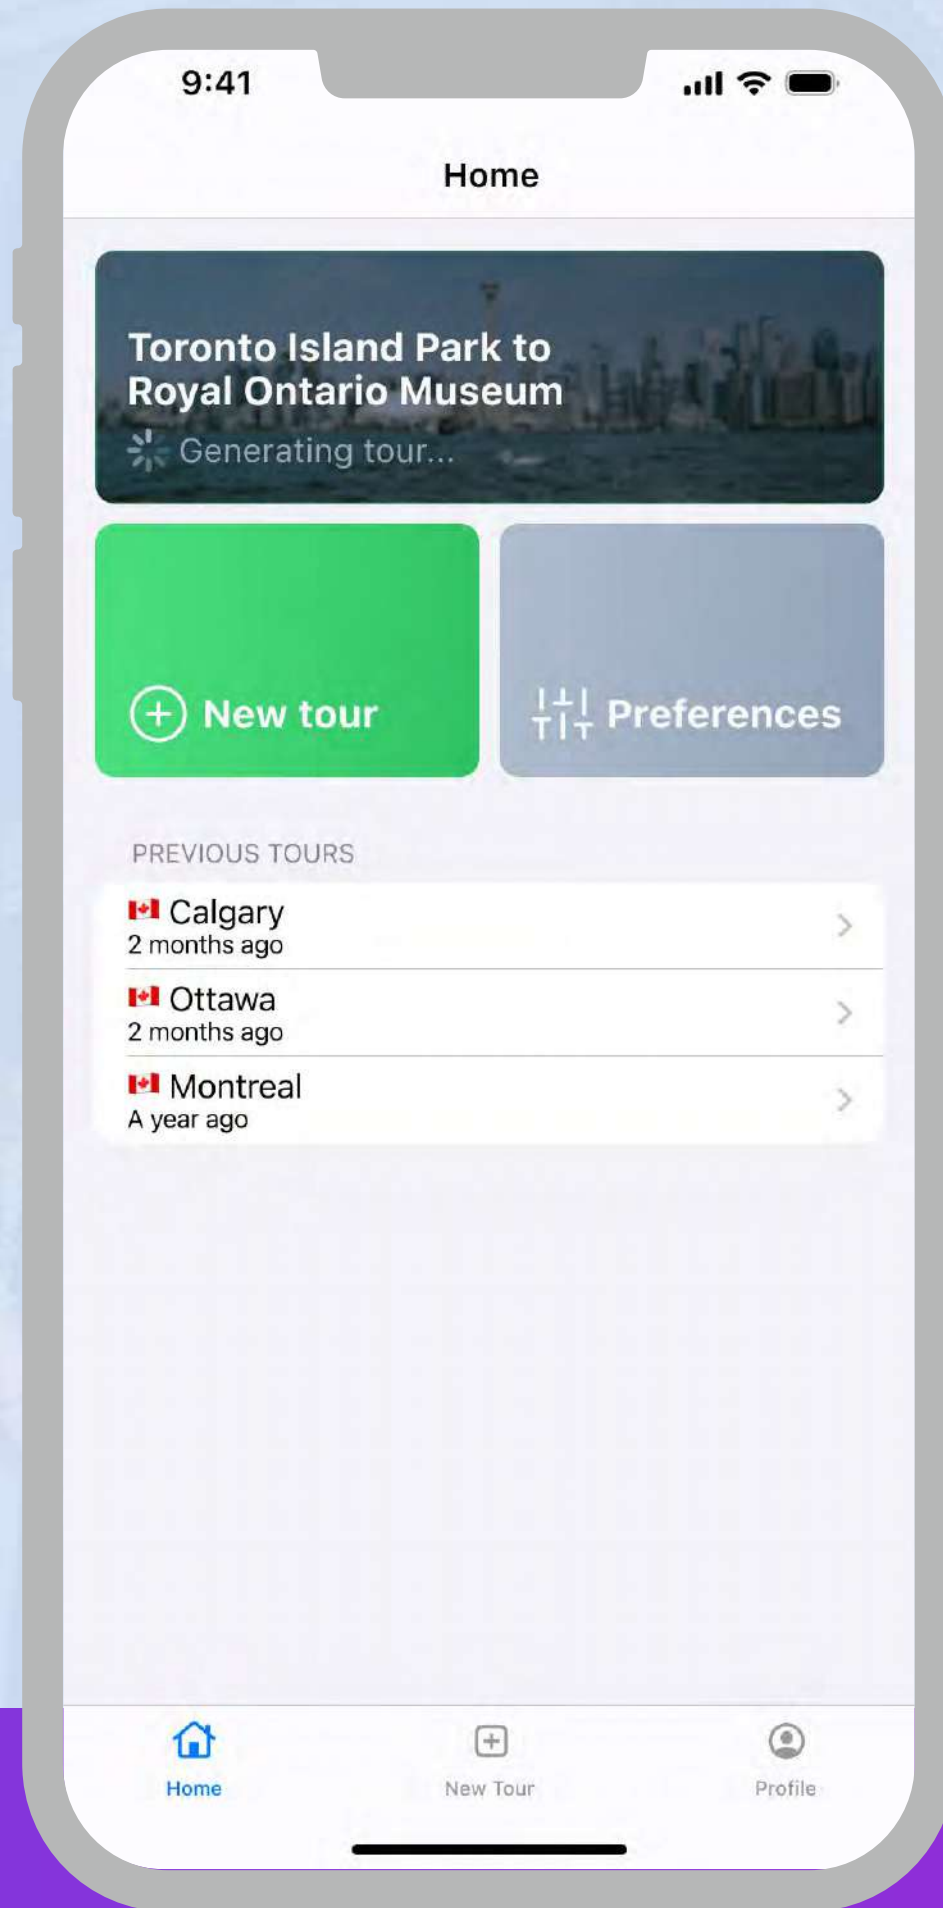 9:41
Home
Toronto Island Park to
Royal Ontario Museum
Generating tour...
New tour
Preferences
PREVIOUS TOURS
Calgary
2 months ago
Ottawa
2 months ago
Montreal
A year ago
Home
New Tour
Profile